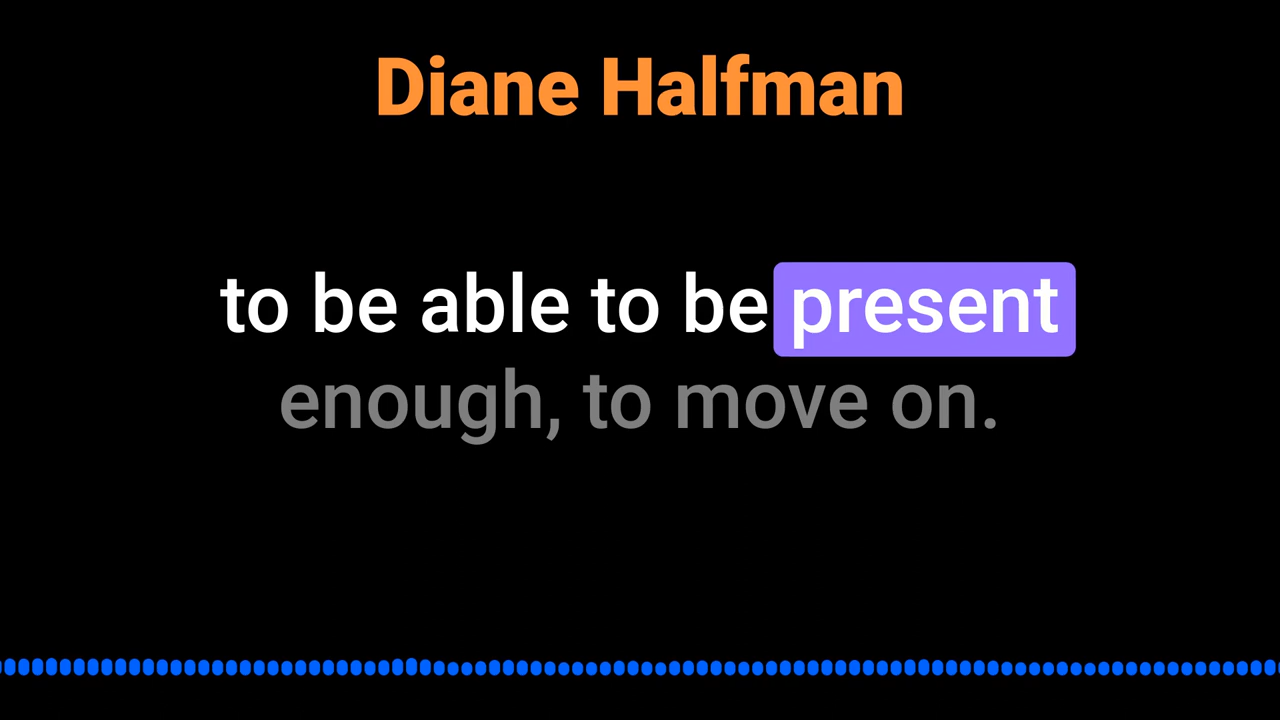 Diane Halfman
to be able to be present
enough, to move on.